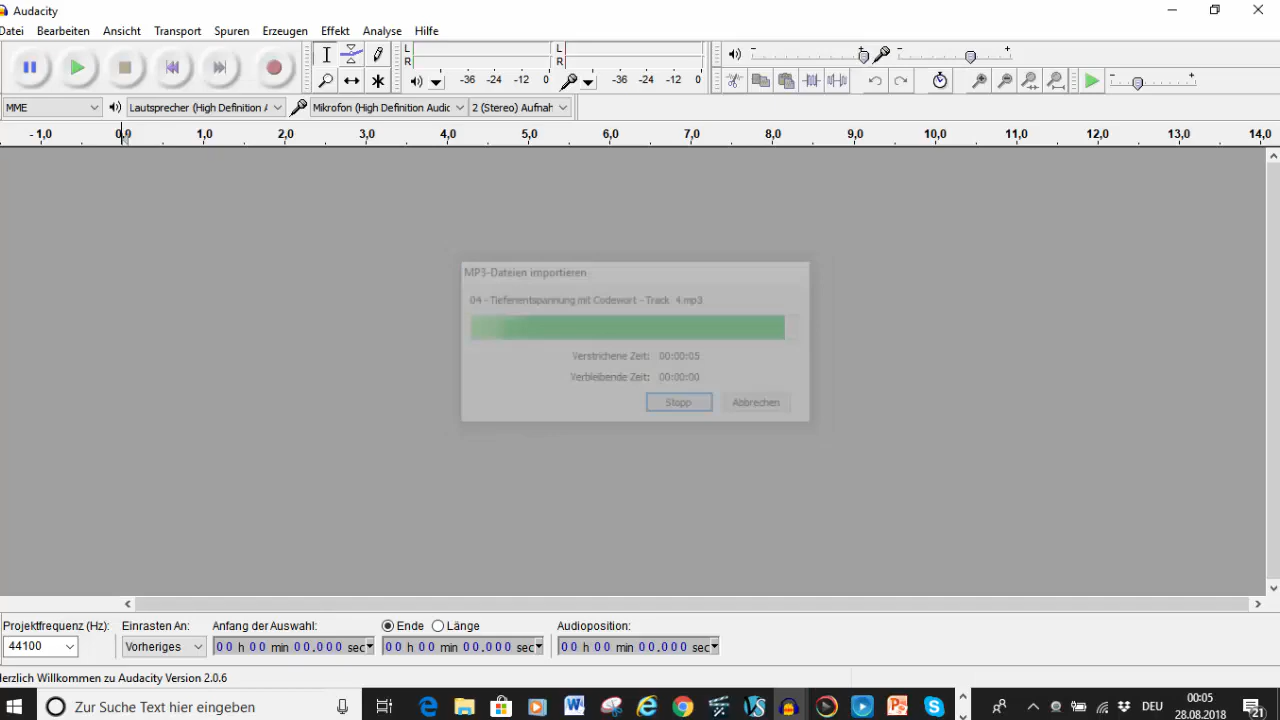 Audacity
Datei Bearbeiten Ansicht Transport Spuren Erzeugen Effekt Analyse Hilfe
L
R
L
R
-36 -24 -12 0
-36 -24 -12 0
MME Lautsprecher (High Definition A Mikrofon (High Definition Audic 2 (Stereo) Aufnah
- 1,0 0,0 1,0 2,0 3,0 4,0 5,0 6,0 7,0 8,0 9,0 10,0 11,0 12,0 13,0 14,0
MP3-Dateien importieren
04 - Tiefenentspannung mit Codewort - Track 4.mp3
Verstrichene Zeit: 00:00:05
Verbleibende Zeit: 00:00:00
Stopp Abbrechen
Projektfrequenz (Hz): Einrasten An: Anfang der Auswahl: Ende Länge Audioposition:
44100 Vorheriges 00 h 00 min 00.000 sec 00 h 00 min 00.000 sec 00 h 00 min 00.000 sec
erzlich Willkommen zu Audacity Version 2.0.6
Zur Suche Text hier eingeben
DEU
00:05
28.08.2018
21